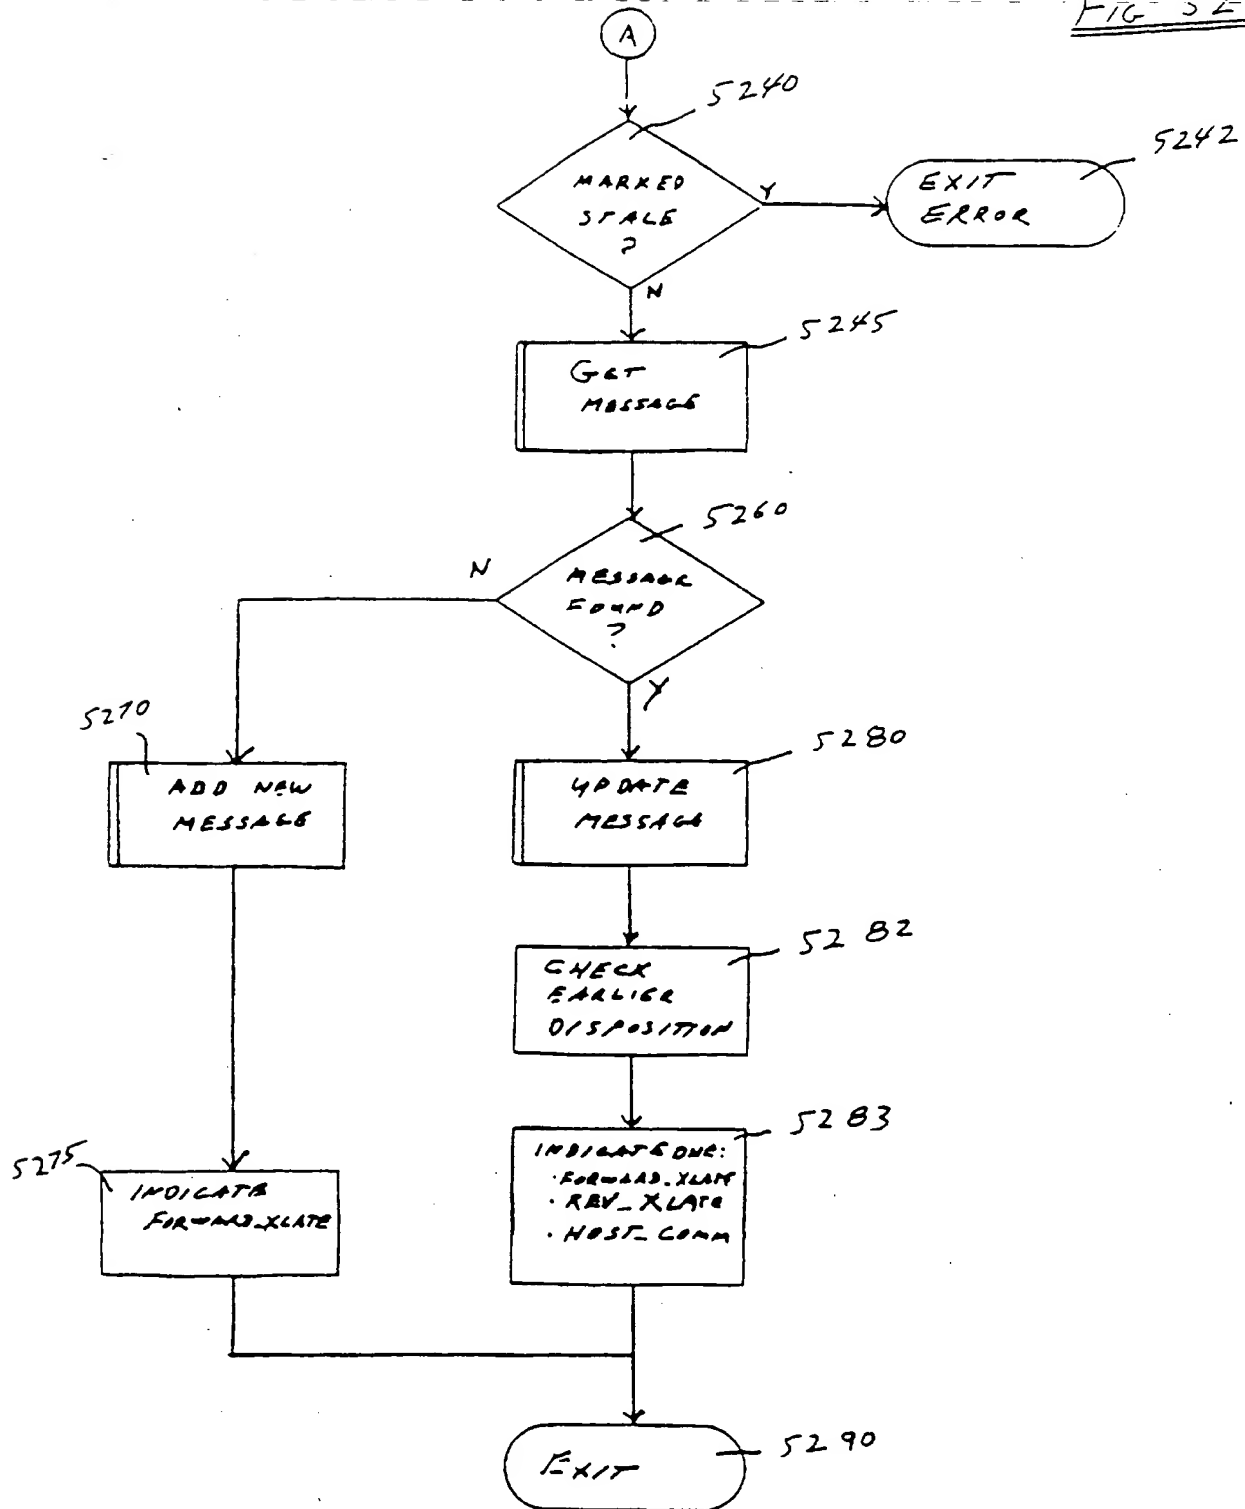 FIG 52
A
5240
MARKED
STALE
?
Y
5242
EXIT
ERROR
N
5245
GET
MESSAGE
5260
MESSAGE
FOUND
?
N
Y
5270
ADD NEW
MESSAGE
5280
UPDATE
MESSAGE
5282
CHECK
EARLIER
DISPOSITION
5283
INDICATE ONE:
· FORWARD_XLATE
· REV_XLATE
· HOST_COMM
5275
INDICATE
FORWARD_XLATE
5290
EXIT